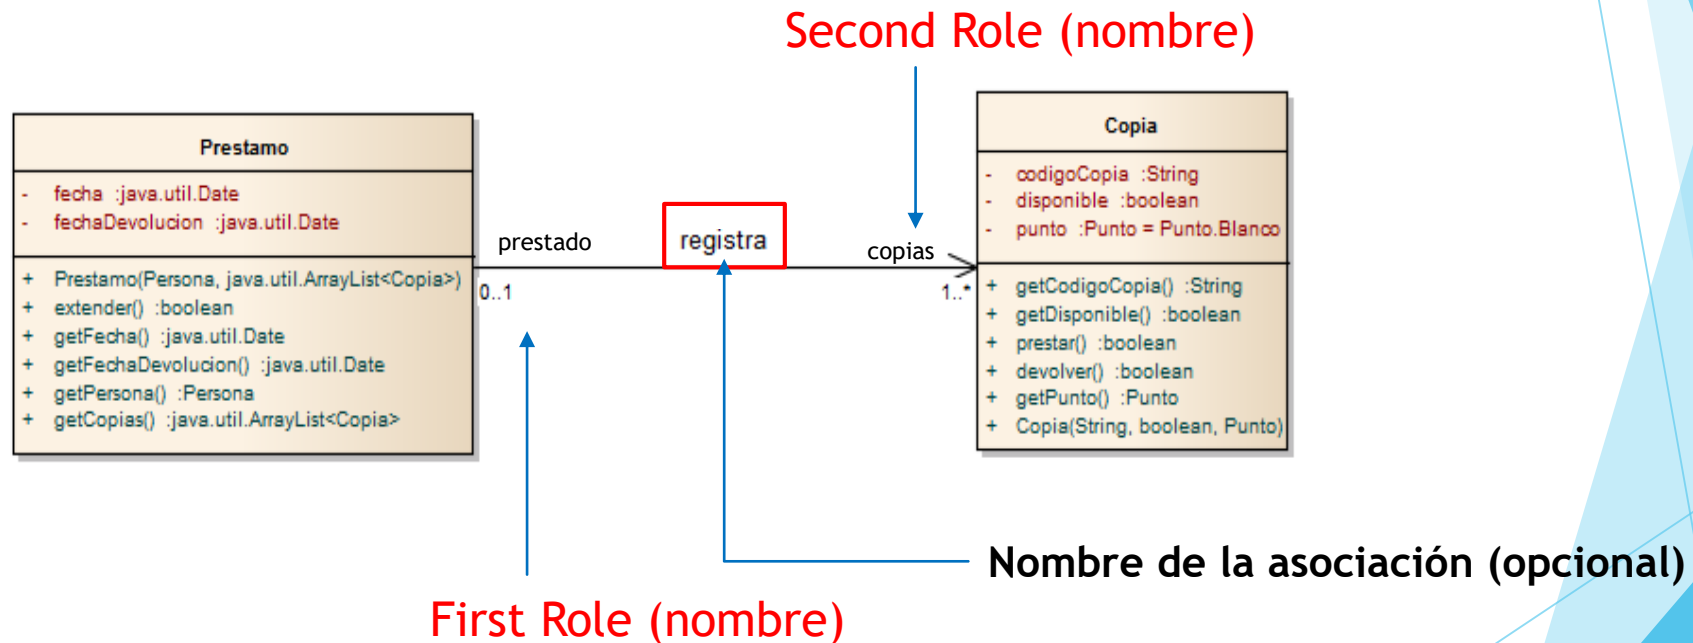 Second Role (nombre)
Prestamo
- fecha :java.util.Date
- fechaDevolucion :java.util.Date
+ Prestamo(Persona, java.util.ArrayList<Copia>)
+ extender() :boolean
+ getFecha() :java.util.Date
+ getFechaDevolucion() :java.util.Date
+ getPersona() :Persona
+ getCopias() :java.util.ArrayList<Copia>
prestado
0..1
registra
copias
1..*
Copia
- codigoCopia :String
- disponible :boolean
- punto :Punto = Punto.Blanco
+ getCodigoCopia() :String
+ getDisponible() :boolean
+ prestar() :boolean
+ devolver() :boolean
+ getPunto() :Punto
+ Copia(String, boolean, Punto)
Nombre de la asociación (opcional)
First Role (nombre)